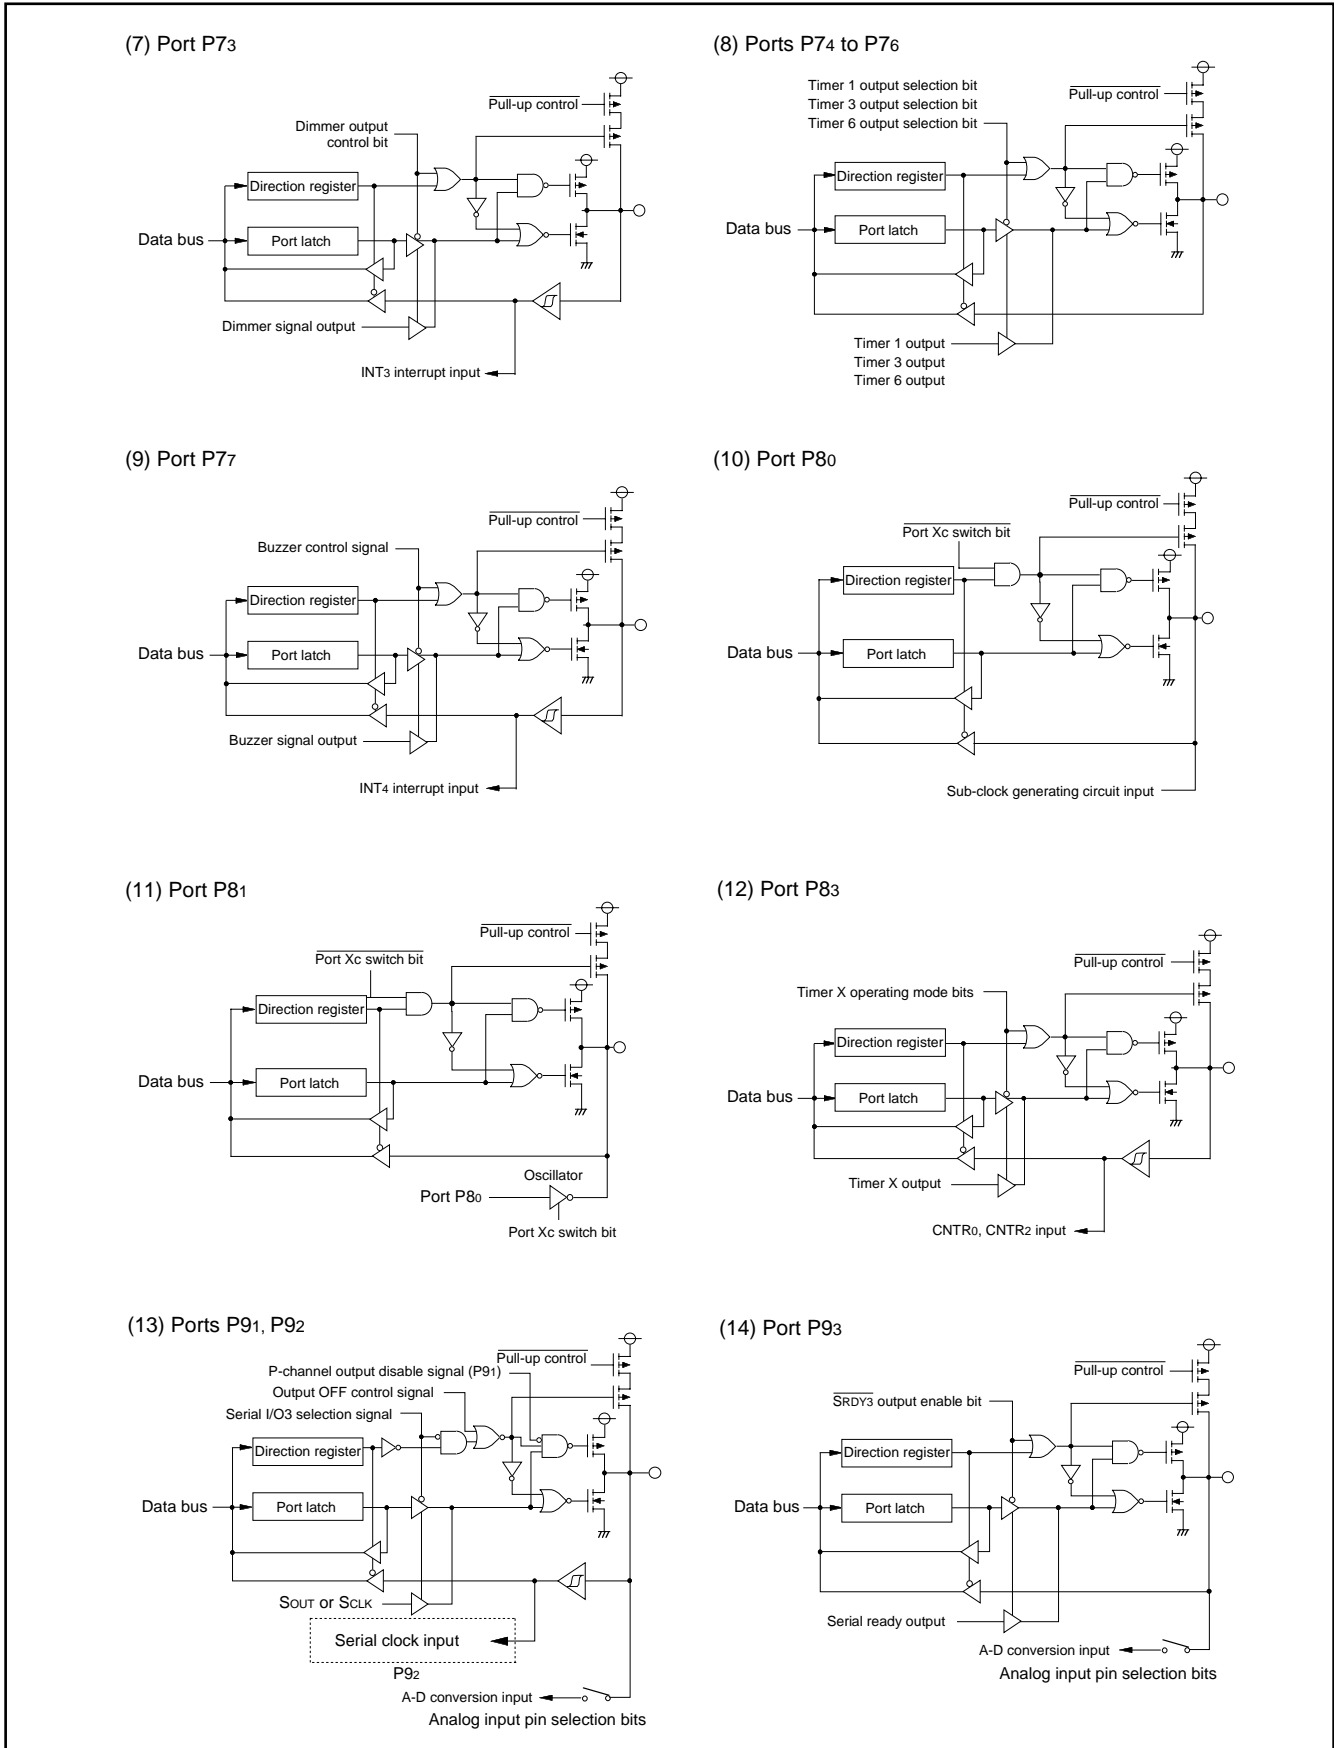 (7) Port P73
Pull-up control
Dimmer output
control bit
Direction register
Data bus
Port latch
Dimmer signal output
INT3 interrupt input
(8) Ports P74 to P76
Timer 1 output selection bit
Timer 3 output selection bit
Timer 6 output selection bit
Pull-up control
Direction register
Data bus
Port latch
Timer 1 output
Timer 3 output
Timer 6 output
(9) Port P77
Pull-up control
Buzzer control signal
Direction register
Data bus
Port latch
Buzzer signal output
INT4 interrupt input
(10) Port P80
Pull-up control
Port Xc switch bit
Direction register
Data bus
Port latch
Sub-clock generating circuit input
(11) Port P81
Pull-up control
Port Xc switch bit
Direction register
Data bus
Port latch
Oscillator
Port P80
Port Xc switch bit
(12) Port P83
Pull-up control
Timer X operating mode bits
Direction register
Data bus
Port latch
Timer X output
CNTR0, CNTR2 input
(13) Ports P91, P92
Pull-up control
P-channel output disable signal (P91)
Output OFF control signal
Serial I/O3 selection signal
Direction register
Data bus
Port latch
SOUT or SCLK
Serial clock input
P92
A-D conversion input
Analog input pin selection bits
(14) Port P93
Pull-up control
SRDY3 output enable bit
Direction register
Data bus
Port latch
Serial ready output
A-D conversion input
Analog input pin selection bits